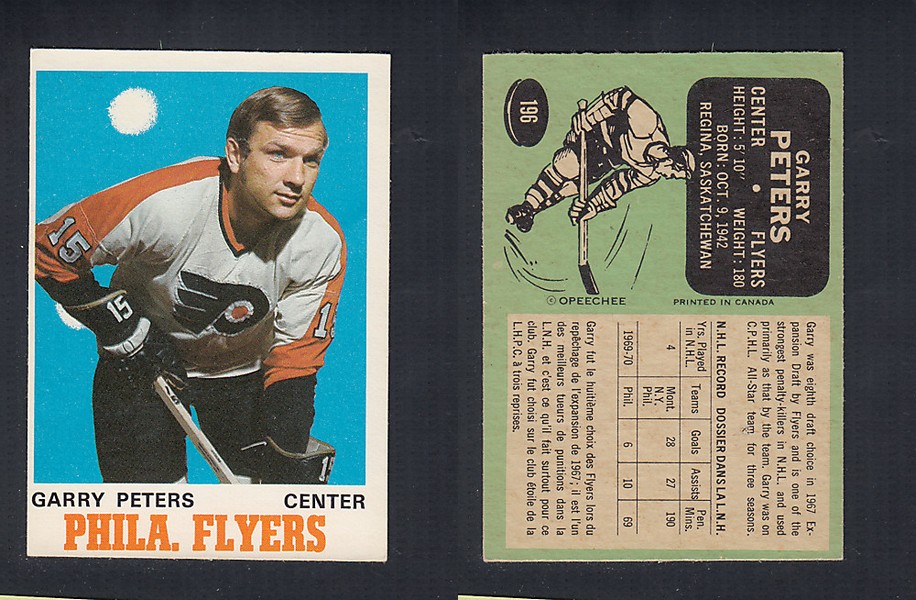 15
15
1
1
GARRY PETERS CENTER
PHILA. FLYERS
196
GARRY
PETERS
CENTER • FLYERS
HEIGHT: 5' 10" WEIGHT: 180
BORN: OCT. 9, 1942
REGINA, SASKATCHEWAN
© OPEECHEE PRINTED IN CANADA
Garry was eighth draft choice in 1967 Ex-
pansion Draft by Flyers and is one of the
strongest penalty-killers in N.H.L. and used
primarily as that by the team. Garry was on
C.P.H.L. All-Star team for three seasons.
N.H.L. RECORD DOSSIER DANS LA L.N.H.
Yrs. Played in N.H.L. Teams Goals Assists Pen. Mins.
4 Mont. N.Y. Phil. 28 27 190
1969-70 Phil. 6 10 69
Garry fut le huitième choix des Flyers lors du
repêchage de l'expansion de 1967; il est l'un
des meilleurs tueurs de punitions dans la
L.N.H. et c'est ce qu'il fait surtout pour ce
club. Garry fut choisi sur le club étoile de la
L.H.P.C. à trois reprises.